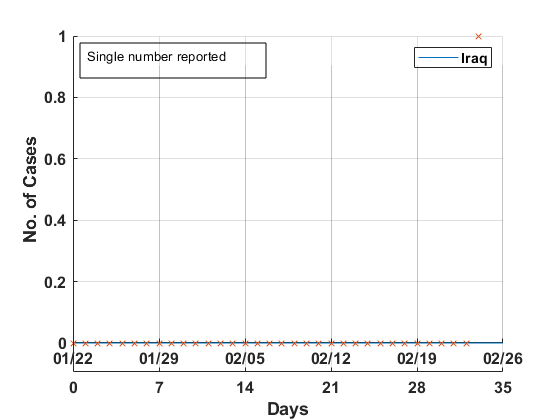 1
Single number reported
Iraq
0.8
0.6
0.4
0.2
0
No. of Cases
01/22 01/29 02/05 02/12 02/19 02/26
0 7 14 21 28 35
Days